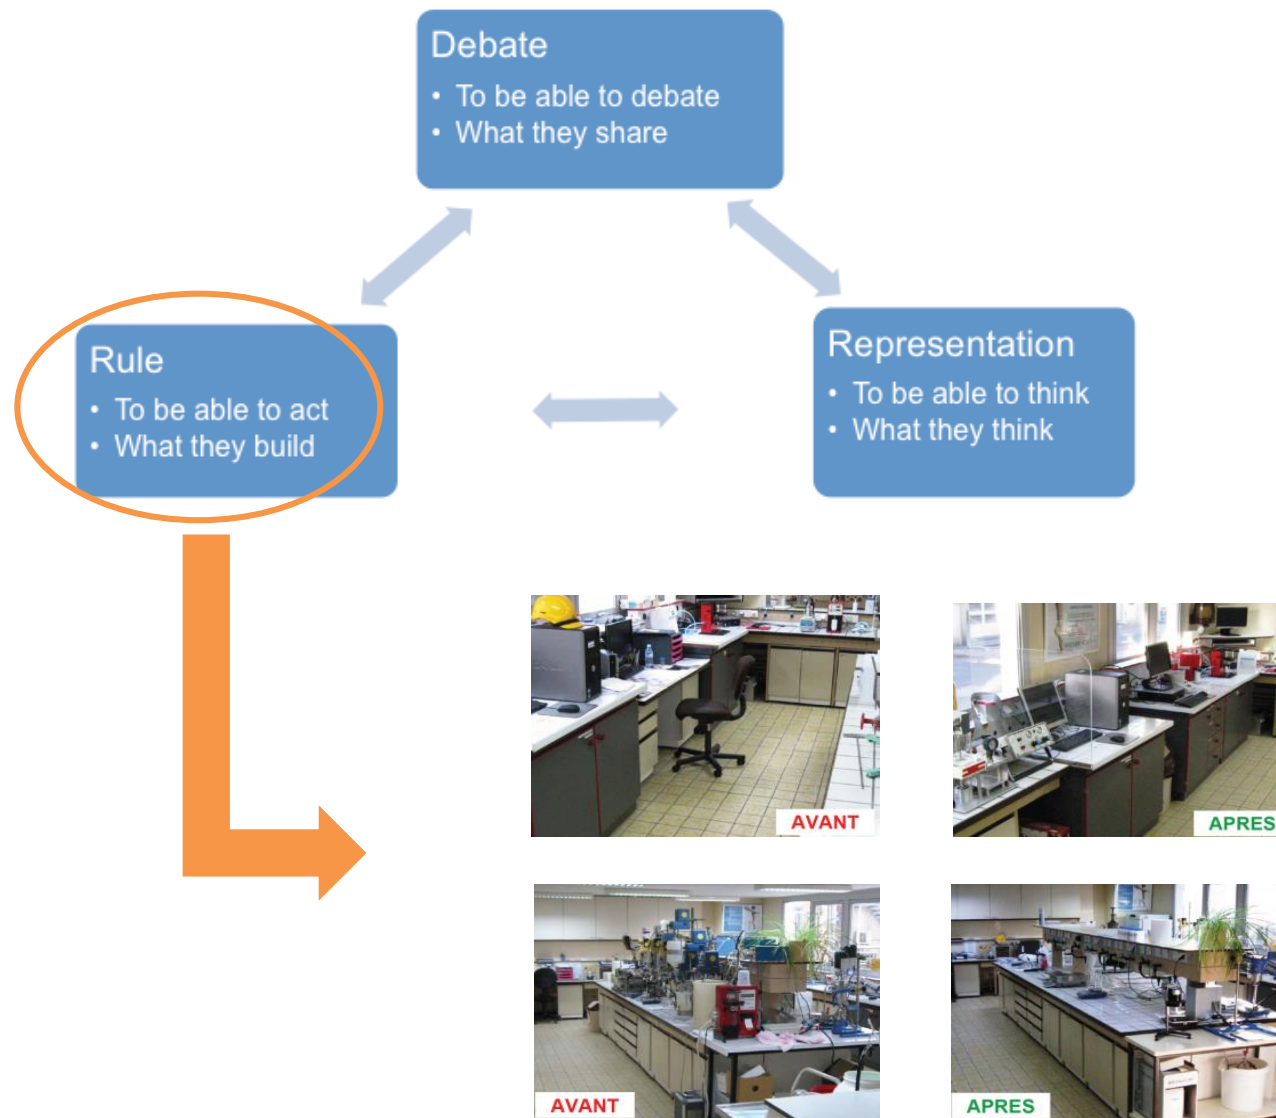 Debate
• To be able to debate
• What they share
Rule
• To be able to act
• What they build
Representation
• To be able to think
• What they think
AVANT
APRES
AVANT
APRES